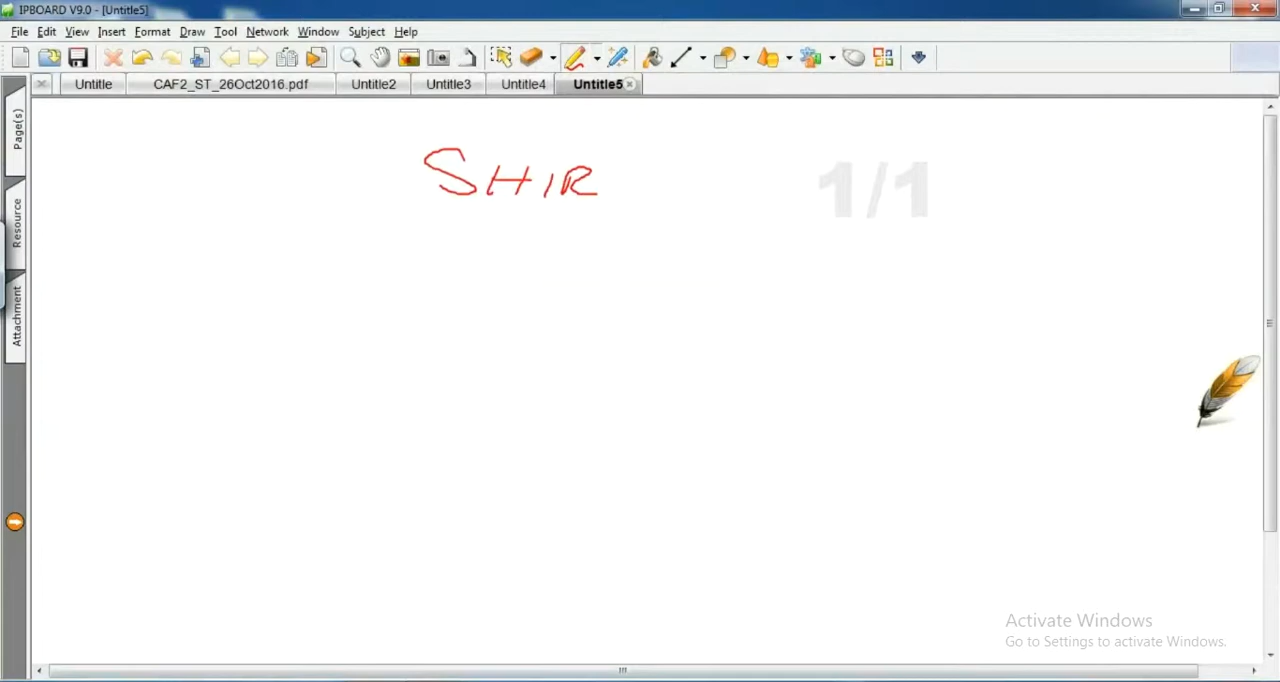 IPBOARD V9.0 - [Untitle5]
File Edit View Insert Format Draw Tool Network Window Subject Help
Untitle CAF2_ST_26Oct2016.pdf Untitle2 Untitle3 Untitle4 Untitle5
Page(s)
Resource
Attachment
SHIR
1/1
Activate Windows
Go to Settings to activate Windows.